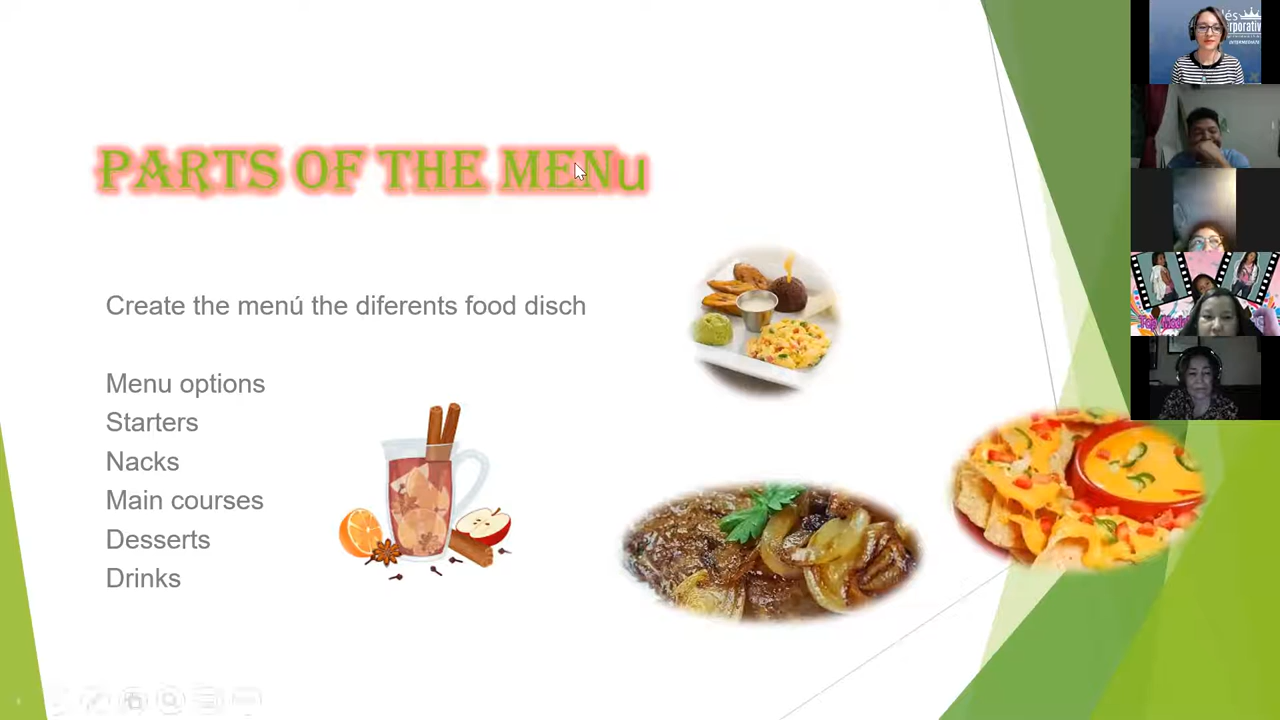 PARTS OF THE MENu
Create the menú the diferents food disch
Menu options
Starters
Nacks
Main courses
Desserts
Drinks